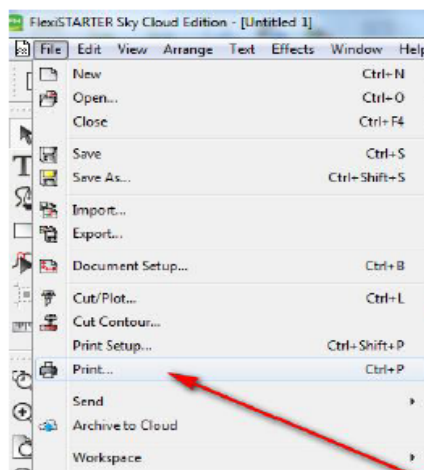 FlexiSTARTER Sky Cloud Edition - [Untitled 1]
File Edit View Arrange Text Effects Window Help
New Ctrl+N
Open... Ctrl+O
Close Ctrl+F4
Save Ctrl+S
Save As... Ctrl+Shift+S
Import...
Export...
Document Setup... Ctrl+B
Cut/Plot... Ctrl+L
Cut Contour...
Print Setup... Ctrl+Shift+P
Print... Ctrl+P
Send
Archive to Cloud
Workspace